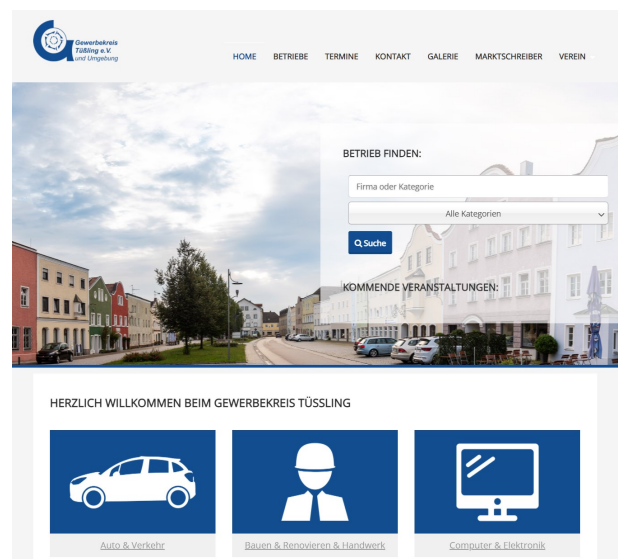 Gewerbekreis
Tüßling e.V.
und Umgebung
HOME BETRIEBE TERMINE KONTAKT GALERIE MARKTSCHREIBER VEREIN
BETRIEB FINDEN:
Firma oder Kategorie
Alle Kategorien
Suche
KOMMENDE VERANSTALTUNGEN:
HERZLICH WILLKOMMEN BEIM GEWERBEKREIS TÜSSLING
Auto & Verkehr
Bauen & Renovieren & Handwerk
Computer & Elektronik